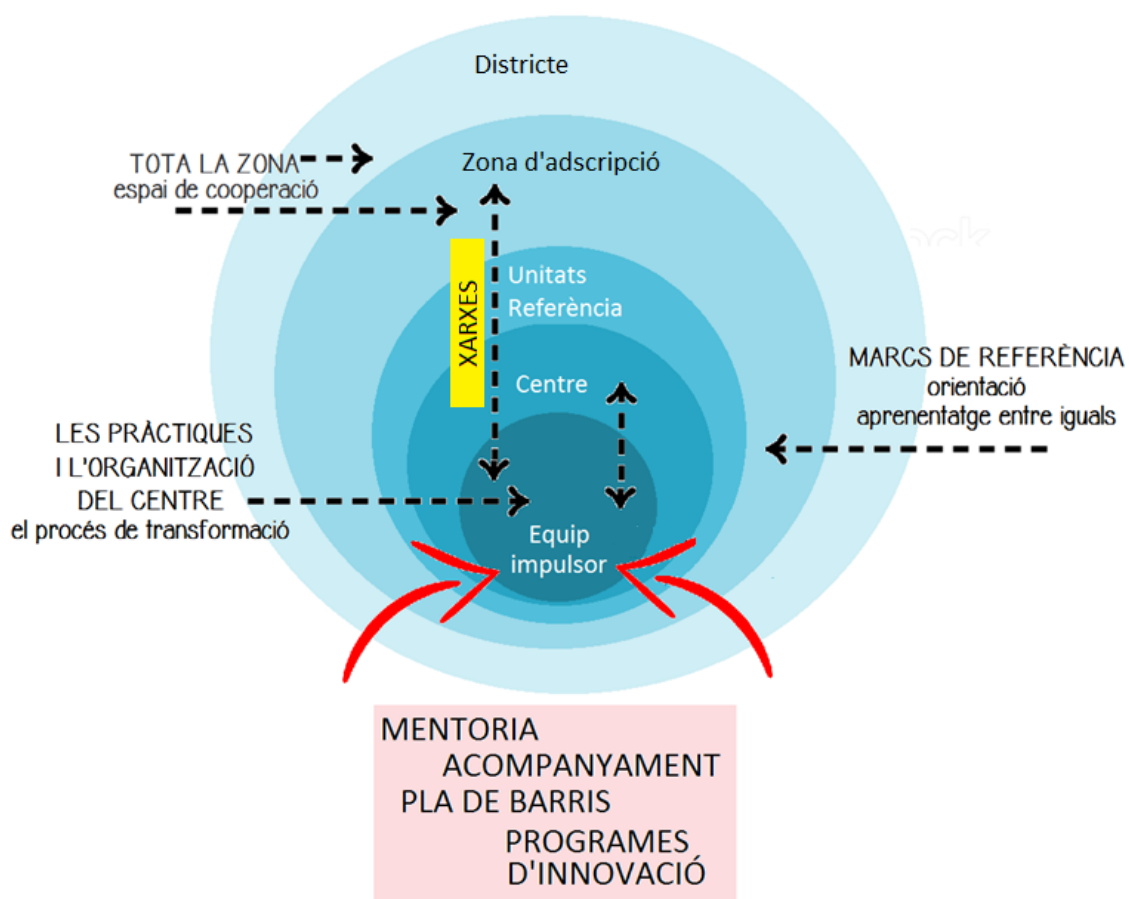 Districte
TOTA LA ZONA
espai de cooperació
Zona d'adscripció
XARXES
Unitats
Referència
Centre
MARCS DE REFERÈNCIA
orientació
aprenentatge entre iguals
LES PRÀCTIQUES
I L'ORGANITZACIÓ
DEL CENTRE
el procés de transformació
Equip
impulsor
MENTORIA
ACOMPANYAMENT
PLA DE BARRIS
PROGRAMES
D'INNOVACIÓ